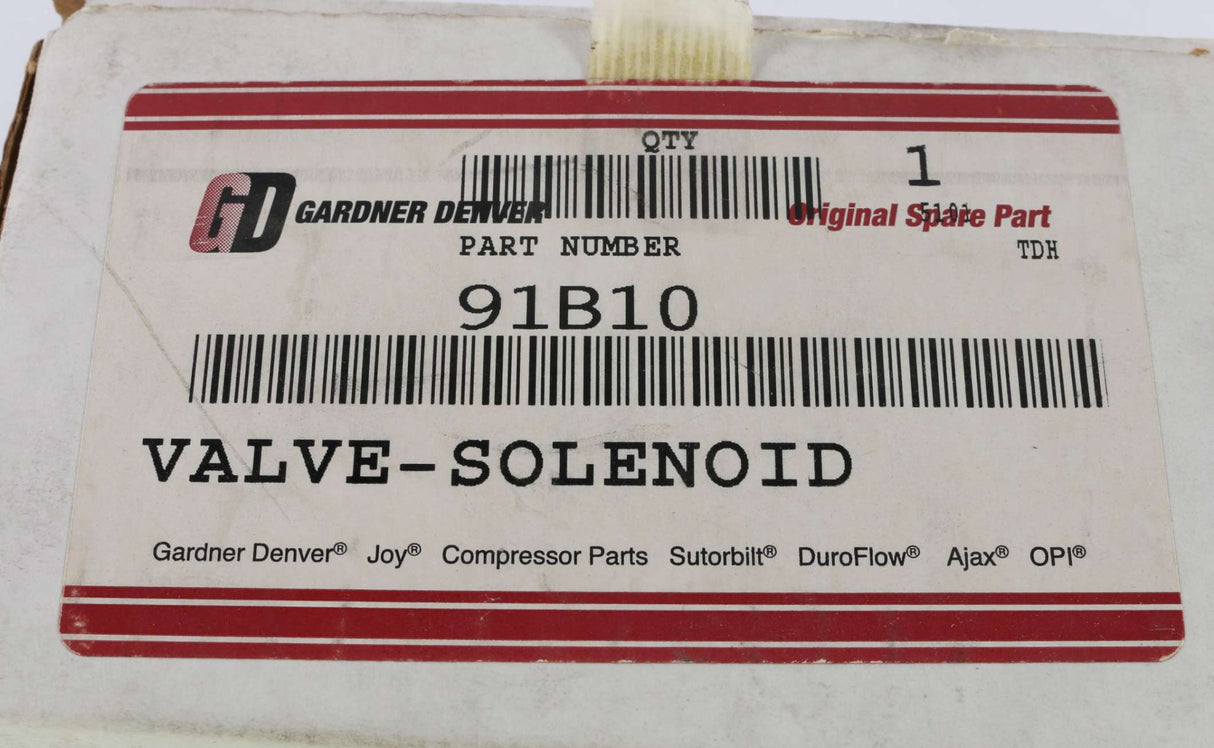 QTY
1
GD GARDNER DENVER
Original Spare Part
5101
PART NUMBER
TDH
91B10
VALVE-SOLENOID
Gardner Denver® Joy® Compressor Parts Sutorbilt® DuroFlow® Ajax® OPI®